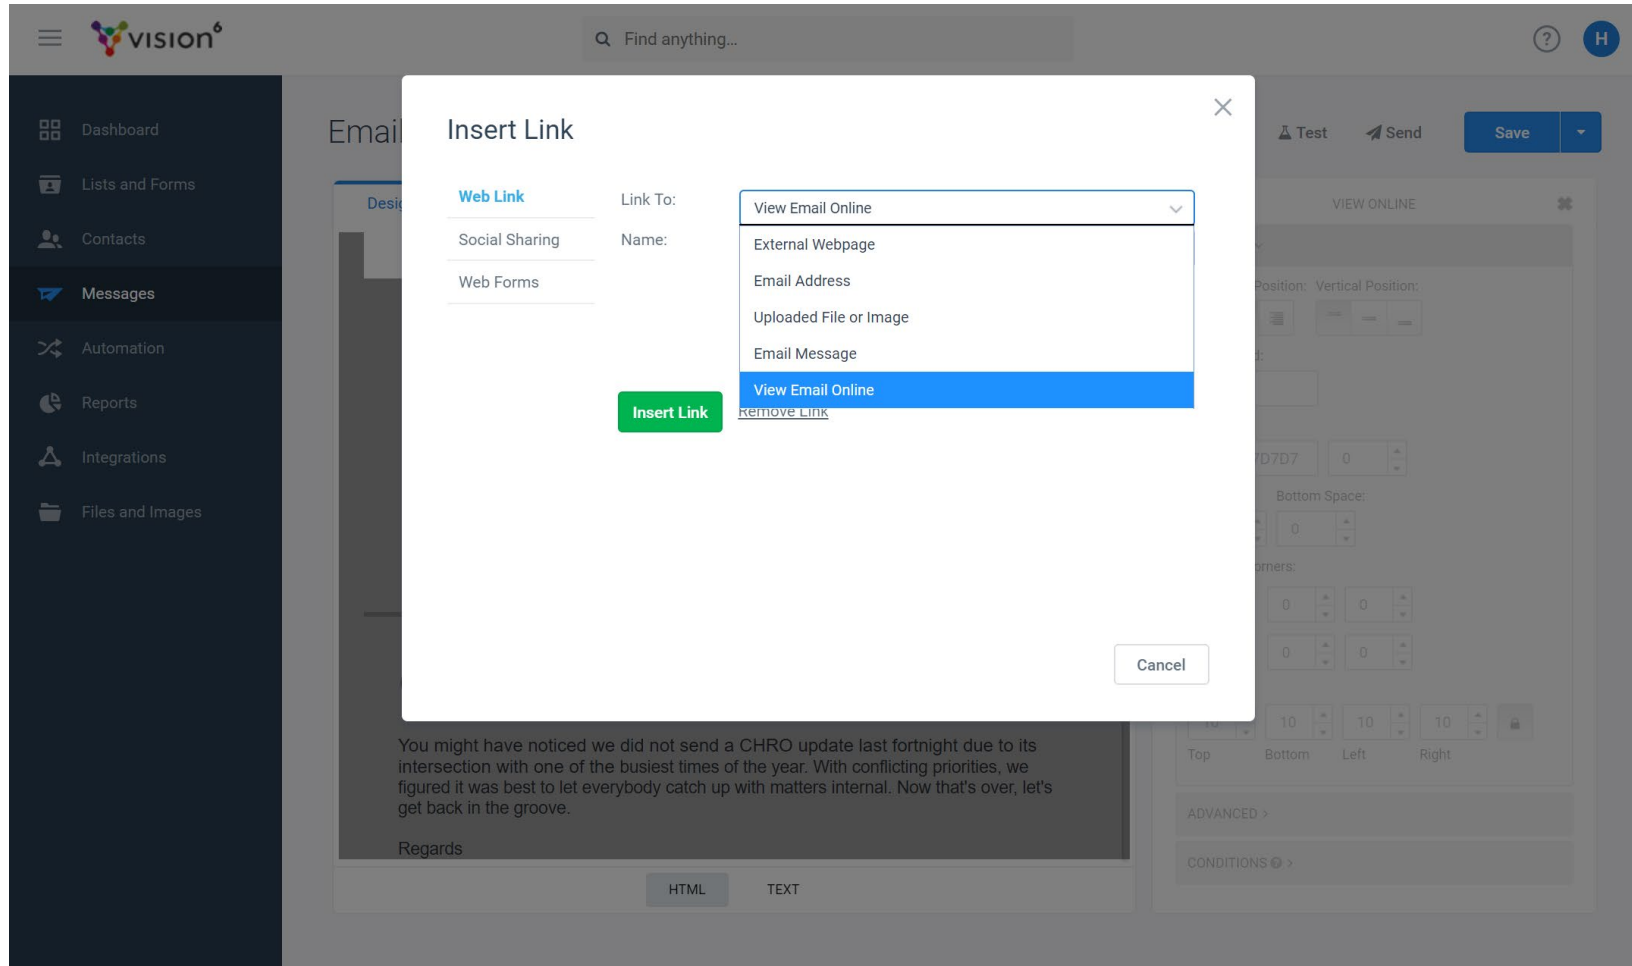 vision6
Find anything...
?
H
Dashboard
Lists and Forms
Contacts
Messages
Automation
Reports
Integrations
Files and Images
Email
Test
Send
Save
Insert Link
Web Link
Social Sharing
Web Forms
Link To:
View Email Online
Name:
External Webpage
Email Address
Uploaded File or Image
Email Message
View Email Online
Insert Link
Remove Link
Cancel
Desig
VIEW ONLINE
Position: Vertical Position:
d:
7D7D7
0
Bottom Space:
0
orners:
0 0
0 0
10 10 10 10
Top Bottom Left Right
ADVANCED >
CONDITIONS ? >
You might have noticed we did not send a CHRO update last fortnight due to its
intersection with one of the busiest times of the year. With conflicting priorities, we
figured it was best to let everybody catch up with matters internal. Now that's over, let's
get back in the groove.
Regards
HTML
TEXT